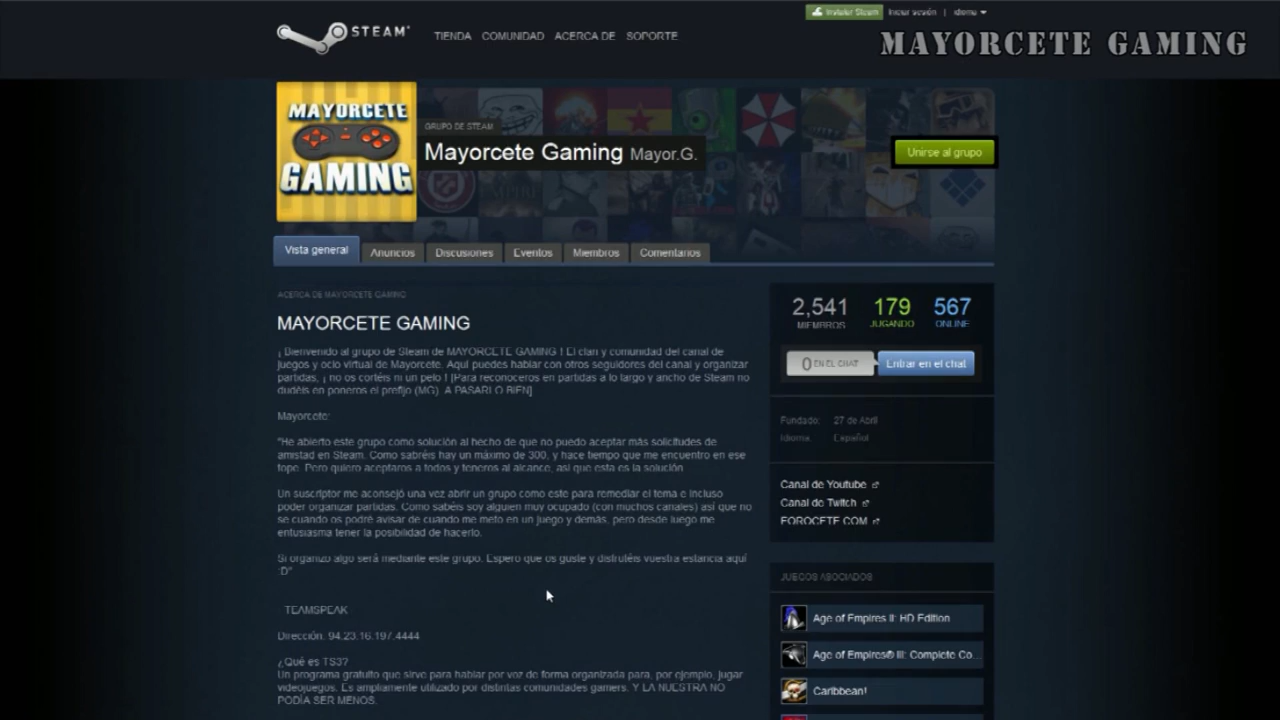 Instalar Steam Iniciar sesión | idioma
STEAM
TIENDA COMUNIDAD ACERCA DE SOPORTE
MAYORCETE GAMING
MAYORCETE
GAMING
GRUPO DE STEAM
Mayorcete Gaming Mayor.G.
Unirse al grupo
Vista general Anuncios Discusiones Eventos Miembros Comentarios
ACERCA DE MAYORCETE GAMING
MAYORCETE GAMING
¡ Bienvenido al grupo de Steam de MAYORCETE GAMING ! El clan y comunidad del canal de
juegos y ocio virtual de Mayorcete. Aquí puedes hablar con otros seguidores del canal y organizar
partidas, ¡ no os cortéis ni un pelo ! [Para reconoceros en partidas a lo largo y ancho de Steam no
dudéis en poneros el prefijo (MG). A PASARLO BIEN]
Mayorcete:
"He abierto este grupo como solución al hecho de que no puedo aceptar más solicitudes de
amistad en Steam. Como sabréis hay un máximo de 300, y hace tiempo que me encuentro en ese
tope. Pero quiero aceptaros a todos y teneros al alcance, así que esta es la solución.
Un suscriptor me aconsejó una vez abrir un grupo como este para remediar el tema e incluso
poder organizar partidas. Como sabéis soy alguien muy ocupado (con muchos canales) así que no
se cuando os podré avisar de cuando me meto en un juego y demás, pero desde luego me
entusiasma tener la posibilidad de hacerlo.
Si organizo algo será mediante este grupo. Espero que os guste y disfrutéis vuestra estancia aquí
:D"
TEAMSPEAK
Dirección: 94.23.16.197:4444
¿Qué es TS3?
Un programa gratuito que sirve para hablar por voz de forma organizada para, por ejemplo, jugar
videojuegos. Es ampliamente utilizado por distintas comunidades gamers. Y LA NUESTRA NO
PODÍA SER MENOS.
2,541 179 567
MIEMBROS JUGANDO ONLINE
0 EN EL CHAT Entrar en el chat
Fundado: 27 de Abril
Idioma: Español
Canal de Youtube
Canal de Twitch
FOROCETE.COM
JUEGOS ASOCIADOS
Age of Empires II: HD Edition
Age of Empires® III: Complete Co...
Caribbean!